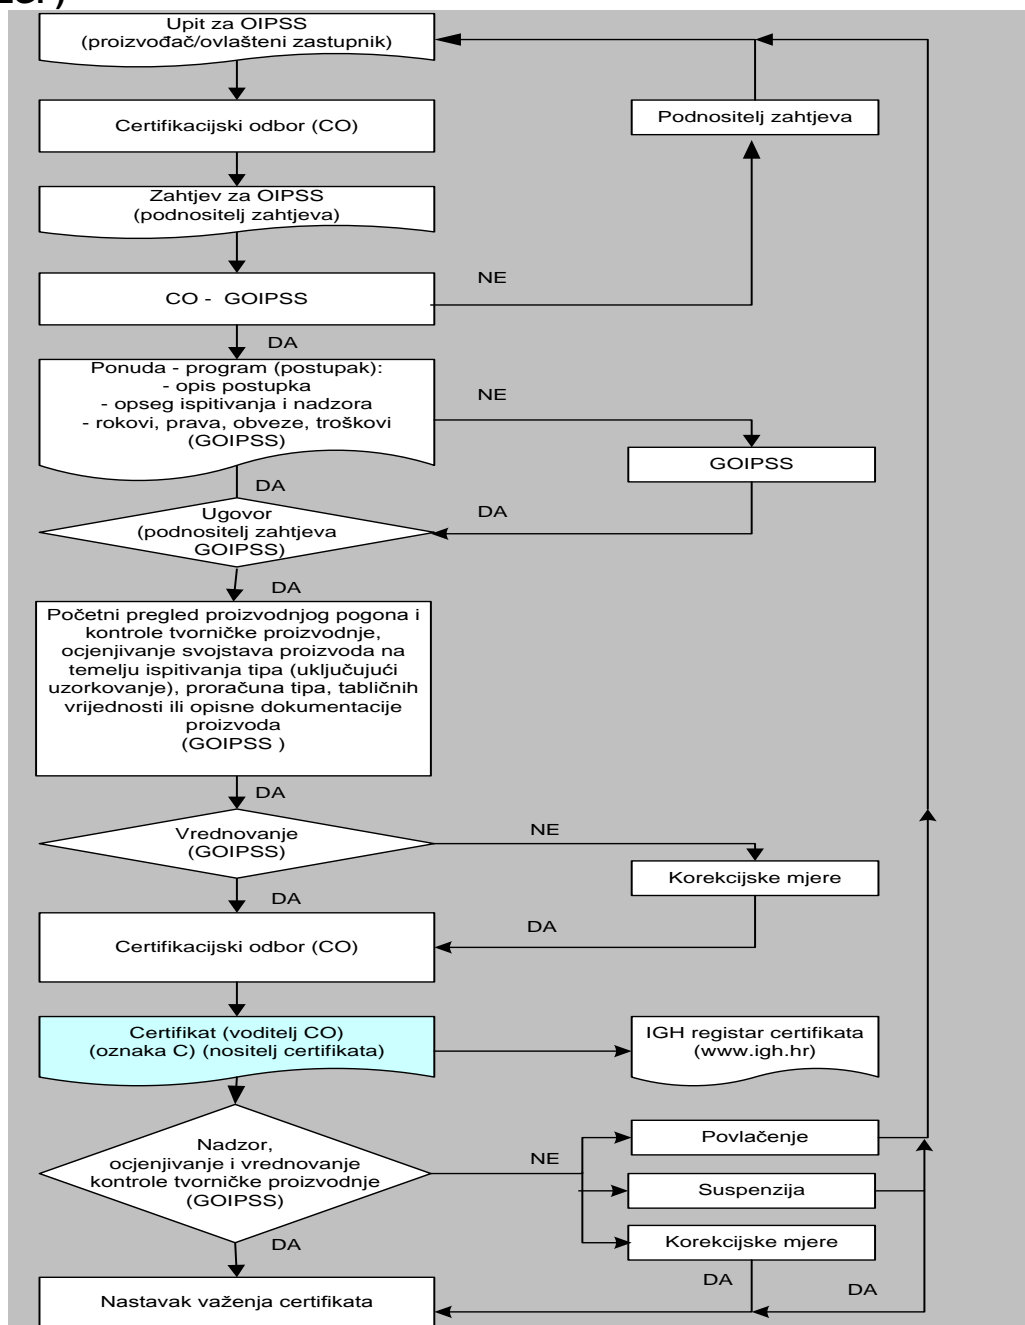 Upit za OIPSS
(proizvođač/ovlašteni zastupnik)
Certifikacijski odbor (CO)
Podnositelj zahtjeva
Zahtjev za OIPSS
(podnositelj zahtjeva)
CO - GOIPSS
NE
DA
Ponuda - program (postupak):
- opis postupka
- opseg ispitivanja i nadzora
- rokovi, prava, obveze, troškovi
(GOIPSS)
NE
GOIPSS
DA
DA
Ugovor
(podnositelj zahtjeva
GOIPSS)
DA
Početni pregled proizvodnjog pogona i
kontrole tvorničke proizvodnje,
ocjenjivanje svojstava proizvoda na
temelju ispitivanja tipa (uključujući
uzorkovanje), proračuna tipa, tabličnih
vrijednosti ili opisne dokumentacije
proizvoda
(GOIPSS )
DA
Vrednovanje
(GOIPSS)
NE
Korekcijske mjere
DA
DA
Certifikacijski odbor (CO)
Certifikat (voditelj CO)
(oznaka C) (nositelj certifikata)
IGH registar certifikata
(www.igh.hr)
Nadzor,
ocjenjivanje i vrednovanje
kontrole tvorničke proizvodnje
(GOIPSS)
NE
Povlačenje
Suspenzija
Korekcijske mjere
DA
DA
DA
Nastavak važenja certifikata